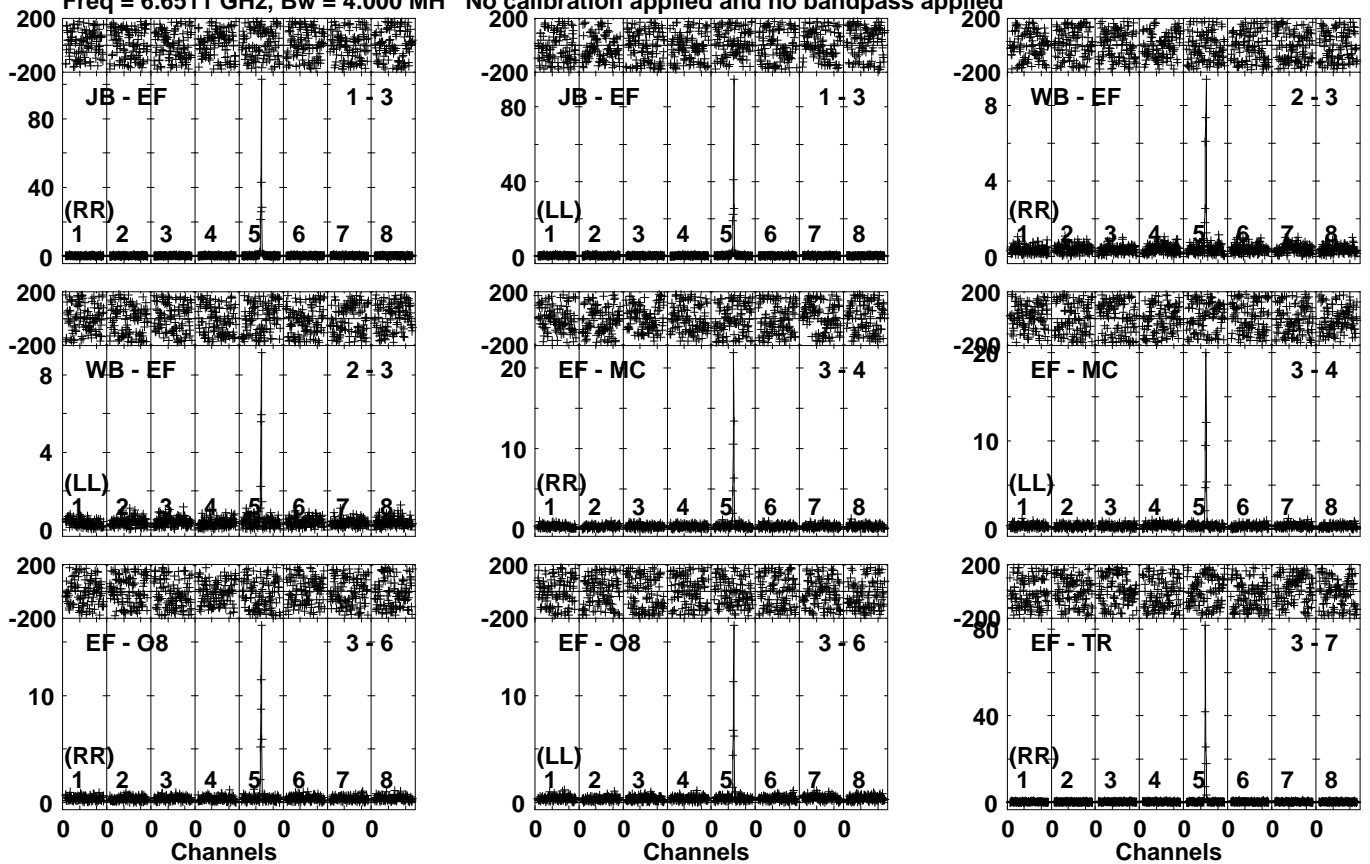 Freq = 6.6511 GHz, Bw = 4.000 MH No calibration applied and no bandpass applied
200
-200
JB - EF 1 - 3
80
40
(RR)
1 2 3 4 5 6 7 8
0
200
-200
JB - EF 1 - 3
80
40
(LL)
1 2 3 4 5 6 7 8
0
200
-200
WB - EF 2 - 3
8
4
(RR)
1 2 3 4 5 6 7 8
0
200
-200
WB - EF 2 - 3
8
4
(LL)
1 2 3 4 5 6 7 8
0
200
-200
EF - MC 3 - 4
20
10
(RR)
1 2 3 4 5 6 7 8
0
200
-200
EF - MC 3 - 4
20
10
(LL)
1 2 3 4 5 6 7 8
0
200
-200
EF - O8 3 - 6
10
(RR)
1 2 3 4 5 6 7 8
0
0 0 0 0 0 0 0 0
Channels
200
-200
EF - O8 3 - 6
10
(LL)
1 2 3 4 5 6 7 8
0
0 0 0 0 0 0 0 0
Channels
200
-200
EF - TR 3 - 7
80
40
(RR)
1 2 3 4 5 6 7 8
0
0 0 0 0 0 0 0 0
Channels